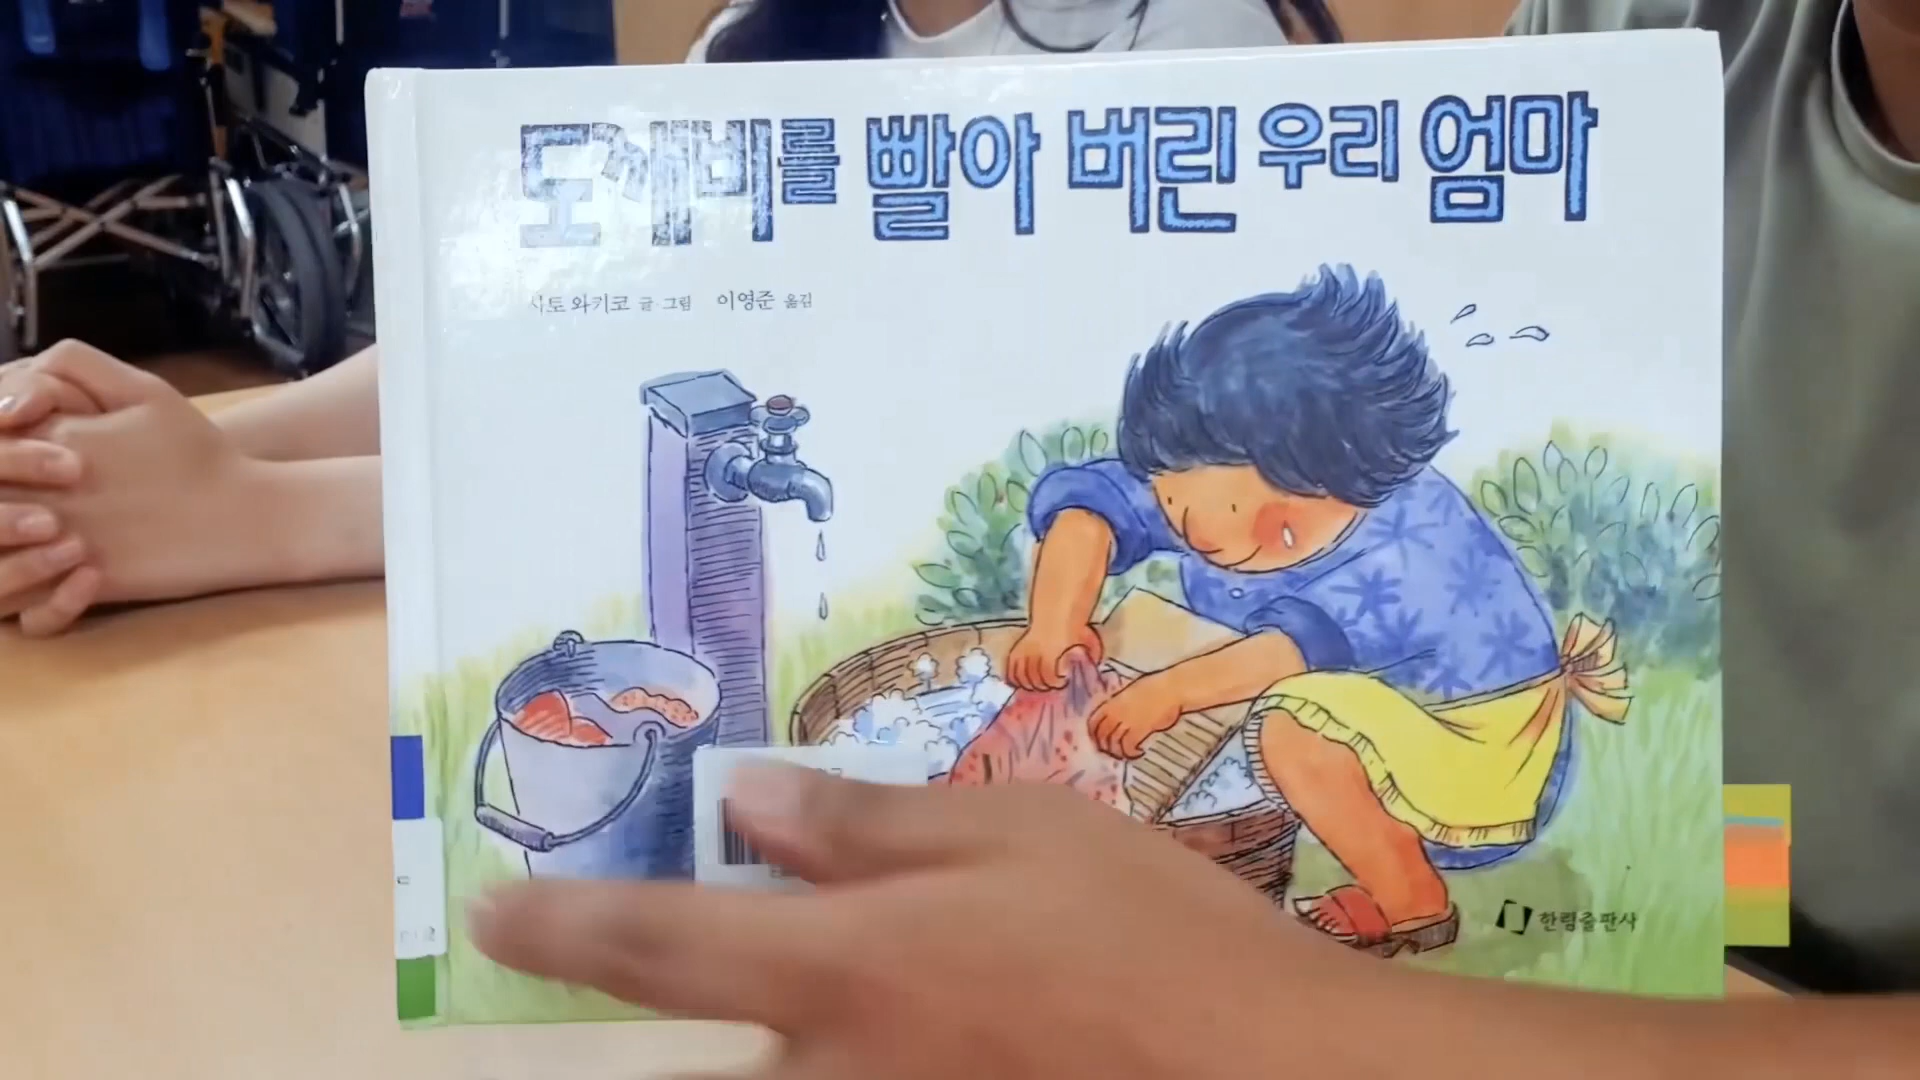 도깨비를 빨아 버린 우리 엄마
사토 와키코 글·그림 이영준 옮김
한림출판사